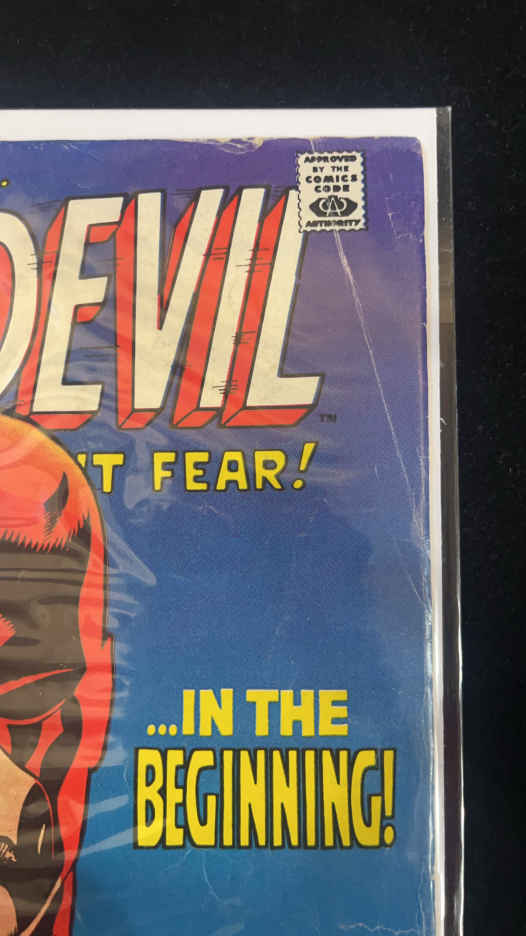 APPROVED
BY THE
COMICS
CODE
A
AUTHORITY
DEVIL
TM
T FEAR!
...IN THE
BEGINNING!